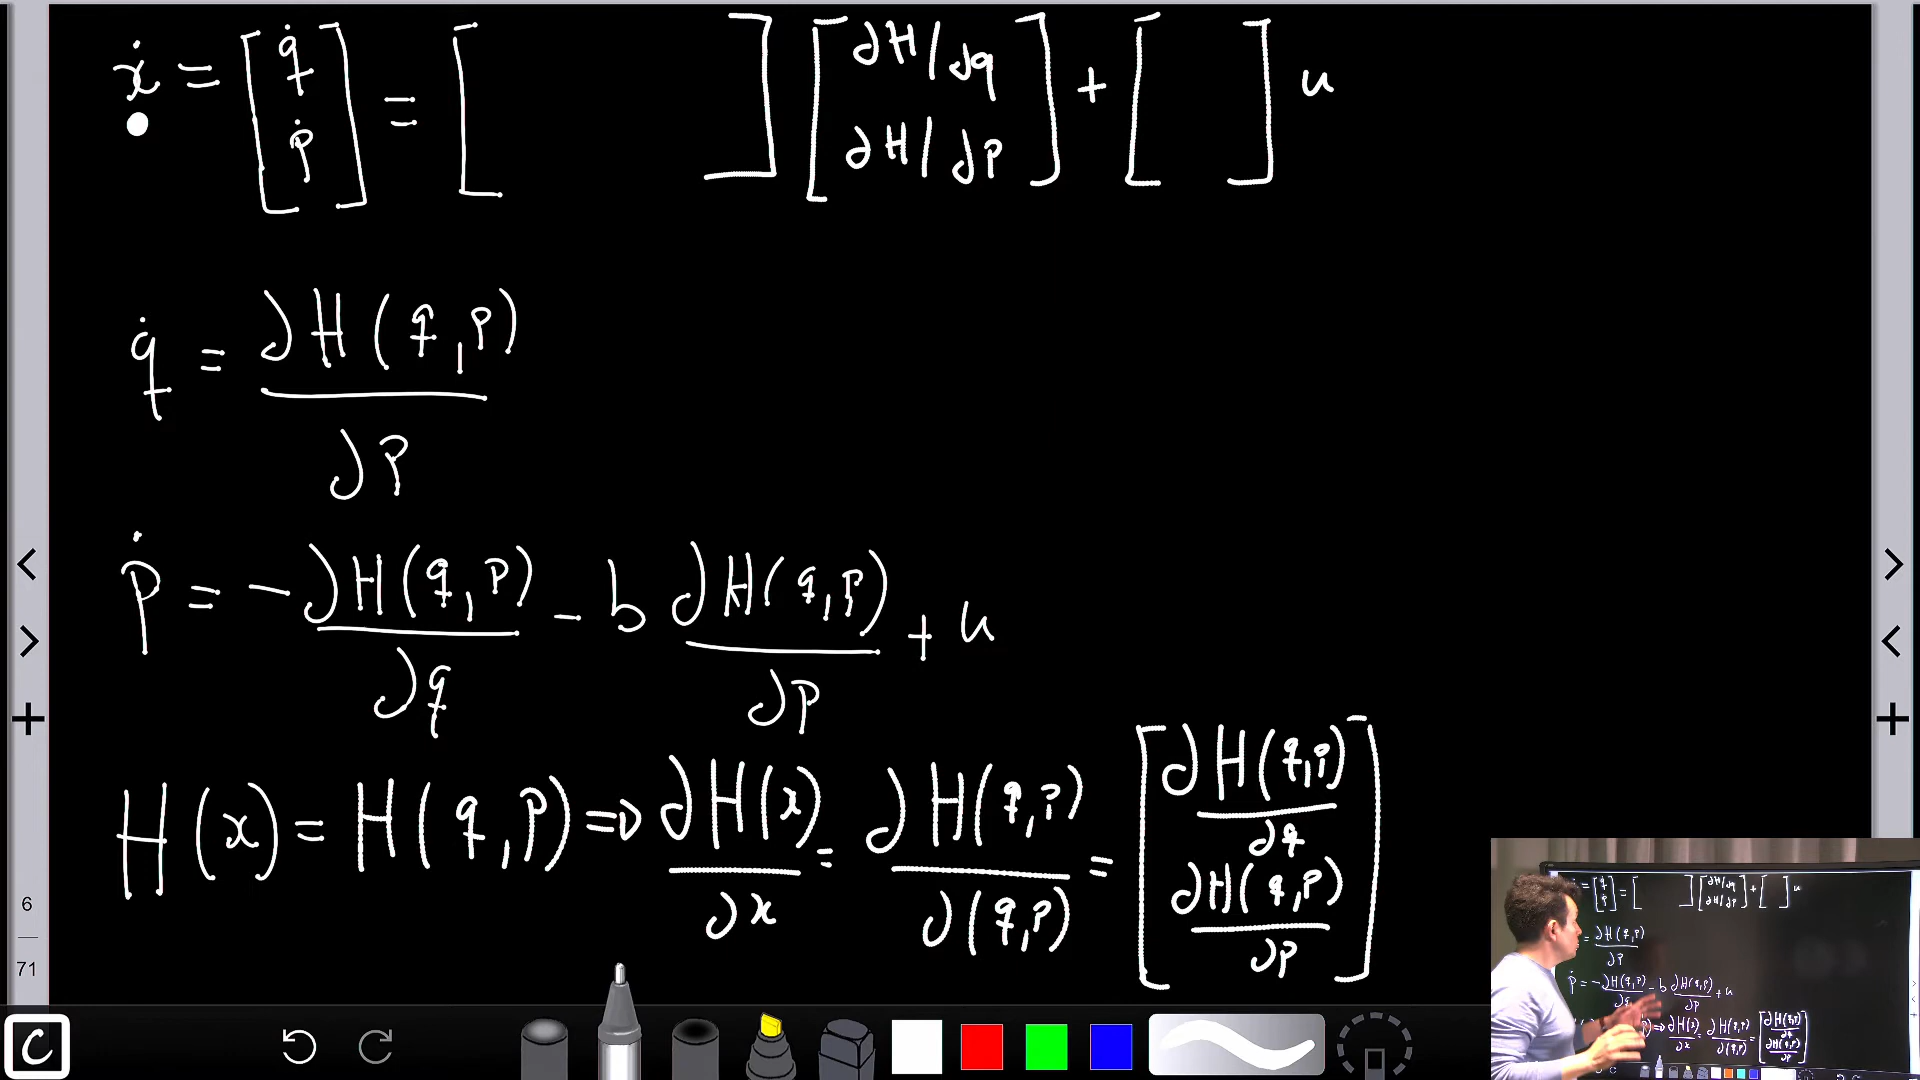 ẋ = [q̇ ṗ] = [ ] [∂H/∂q ∂H/∂p] + [ ] u
q̇ = ∂H(q,p) / ∂p
ṗ = -∂H(q,p) / ∂q - b ∂H(q,p) / ∂p + u
H(x) = H(q,p) ⇒ ∂H(x) / ∂x = ∂H(q,p) / ∂(q,p) = [∂H(q,p) / ∂q ∂H(q,p) / ∂p]
6
71
C